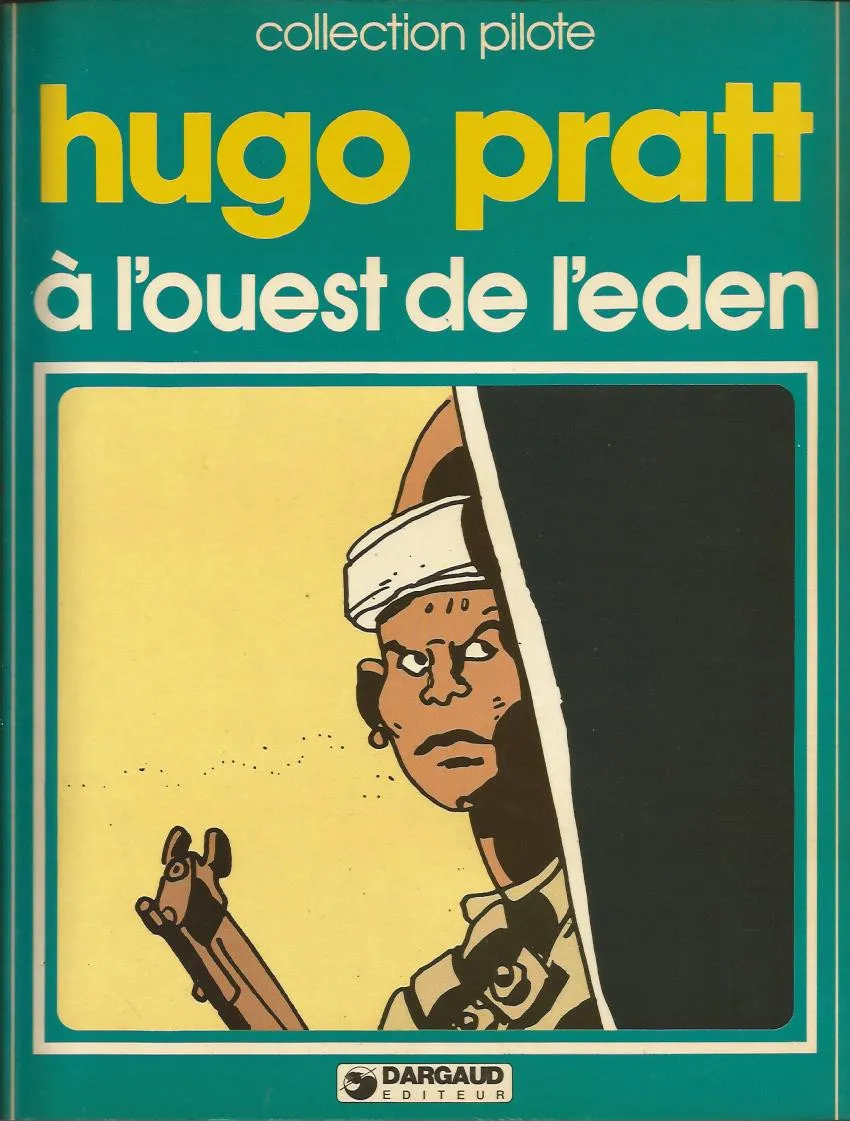 collection pilote
hugo pratt
à l'ouest de l'eden
DARGAUD
EDITEUR